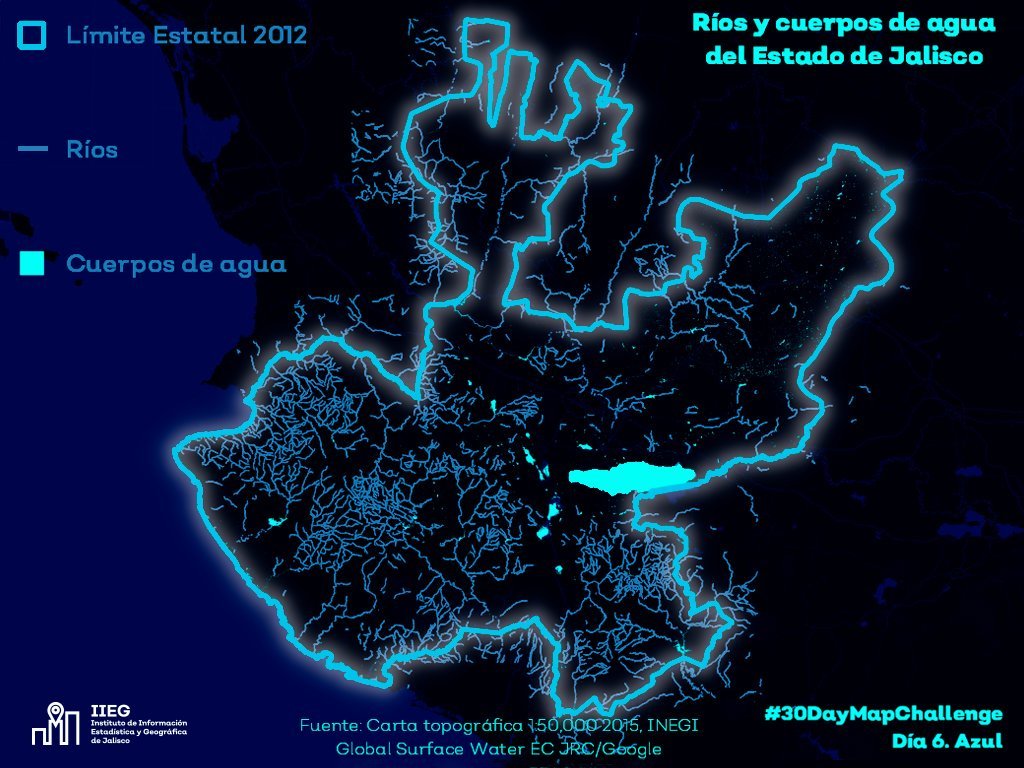 Límite Estatal 2012
Ríos
Cuerpos de agua
Ríos y cuerpos de agua
del Estado de Jalisco
IIEG
Instituto de Información
Estadística y Geográfica
de Jalisco
Fuente: Carta topográfica 1:50,000 2015, INEGI
Global Surface Water EC JRC/Google
#30DayMapChallenge
Día 6. Azul